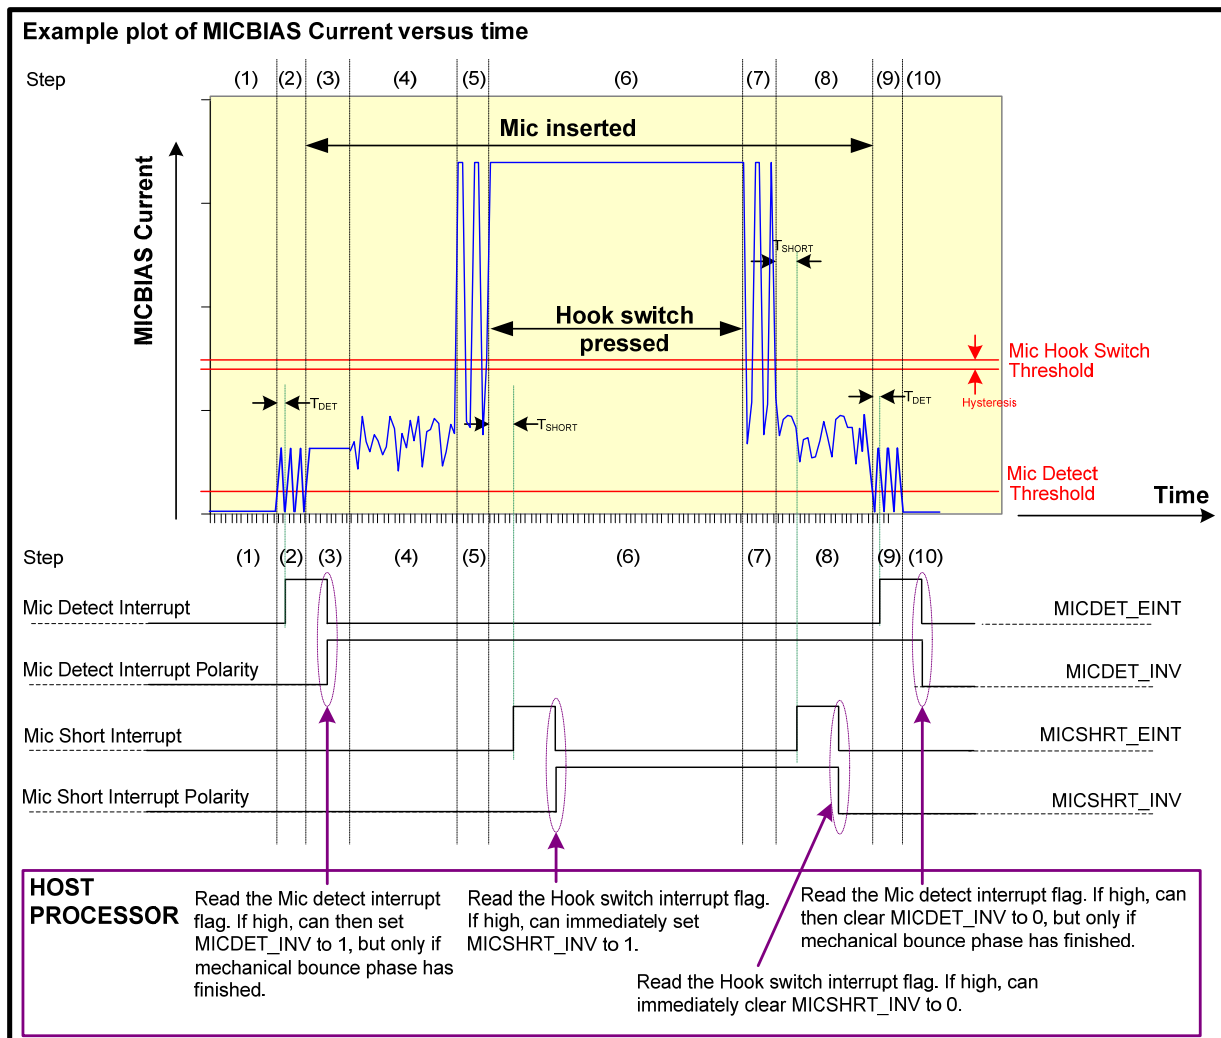 Example plot of MICBIAS Current versus time
Step
(1) (2) (3) (4) (5) (6) (7) (8) (9) (10)
Mic inserted
MICBIAS Current
TSHORT
Hook switch
pressed
Mic Hook Switch
Threshold
Hysteresis
TDET
TDET
TSHORT
Mic Detect
Threshold
Time
Step
(1) (2) (3) (4) (5) (6) (7) (8) (9) (10)
Mic Detect Interrupt
MICDET_EINT
Mic Detect Interrupt Polarity
MICDET_INV
Mic Short Interrupt
MICSHRT_EINT
Mic Short Interrupt Polarity
MICSHRT_INV
HOST
PROCESSOR
Read the Mic detect interrupt
flag. If high, can then set
MICDET_INV to 1, but only if
mechanical bounce phase has
finished.
Read the Hook switch interrupt flag.
If high, can immediately set
MICSHRT_INV to 1.
Read the Mic detect interrupt flag. If high, can
then clear MICDET_INV to 0, but only if
mechanical bounce phase has finished.
Read the Hook switch interrupt flag. If high, can
immediately clear MICSHRT_INV to 0.